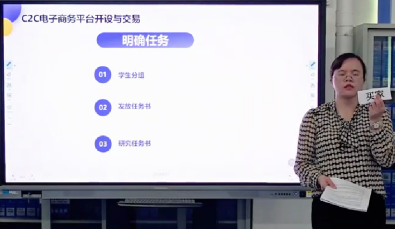 C2C电子商务平台开设与交易
明确任务
01 学生分组
02 发放任务书
03 研究任务书
买家